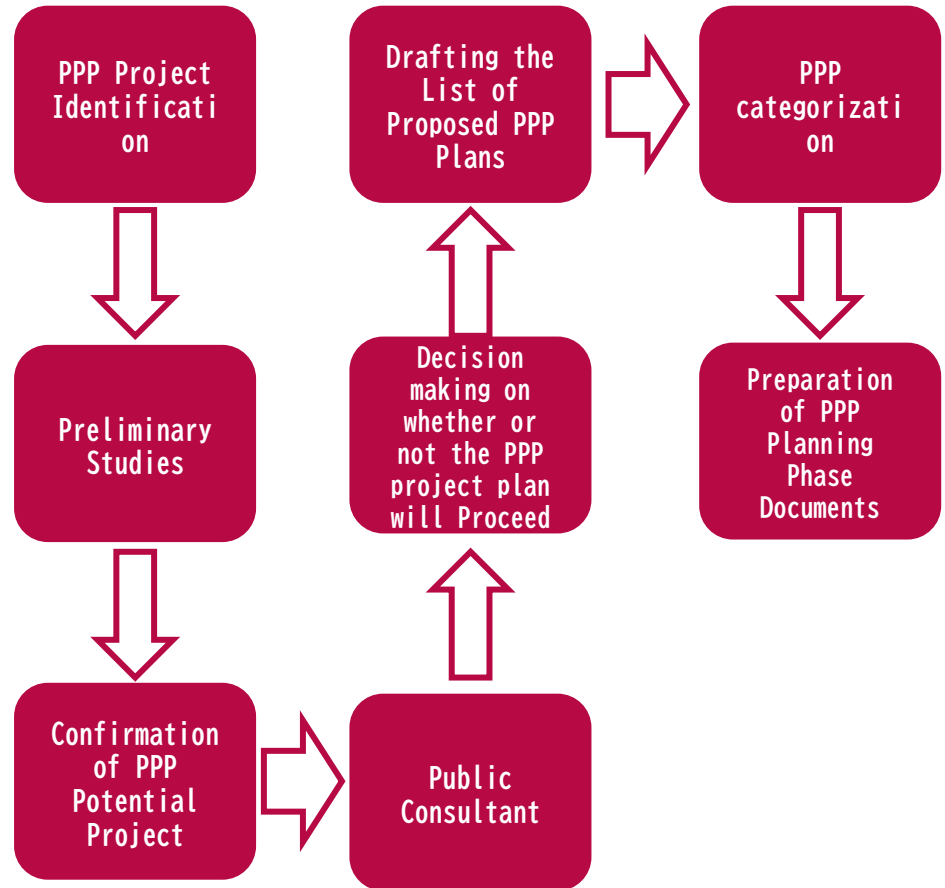 PPP Project
Identificati
on
Preliminary
Studies
Confirmation
of PPP
Potential
Project
Public
Consultant
Decision
making on
whether or
not the PPP
project plan
will Proceed
Drafting the
List of
Proposed PPP
Plans
PPP
categorizati
on
Preparation
of PPP
Planning
Phase
Documents